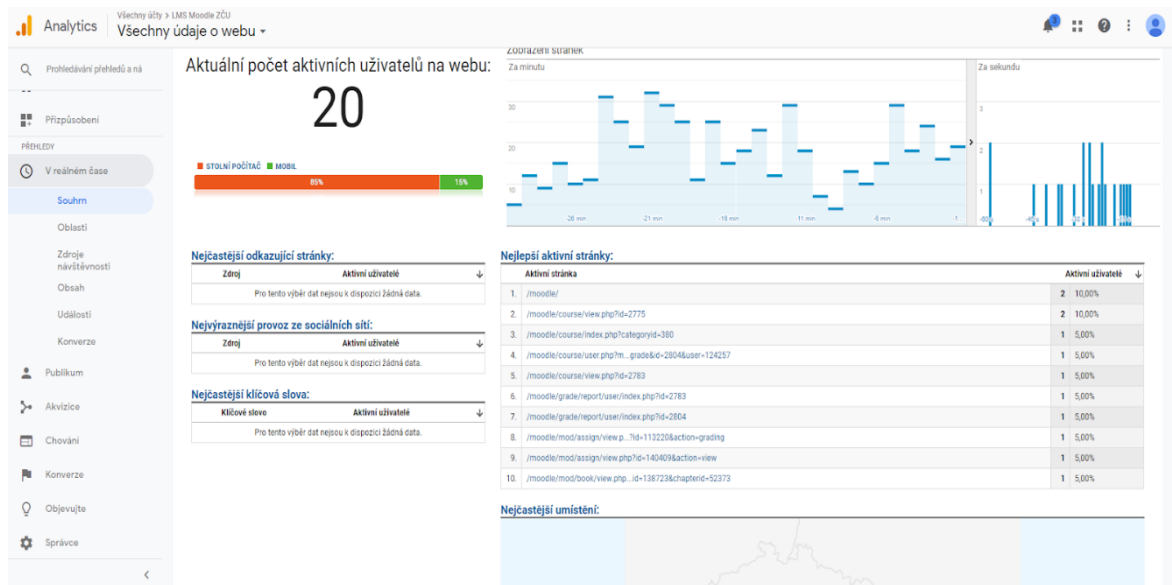 Všechny účty > LMS Moodle ZČU
Analytics
Všechny údaje o webu
3
Prohledávání přehledů a ná
Přizpůsobení
PŘEHLEDY
V reálném čase
Souhrn
Oblasti
Zdroje
návštěvnosti
Obsah
Události
Konverze
Publikum
Akvizice
Chování
Konverze
Objevujte
Správce
Aktuální počet aktivních uživatelů na webu:
20
STOLNÍ POČÍTAČ MOBIL
85% 15%
Zobrazení stránek
Za minutu
30
20
10
-26 min -21 min -16 min 11 min -6 min -1...
Za sekundu
3
2
1
Nejčastější odkazující stránky:
Zdroj Aktivní uživatelé
Pro tento výběr dat nejsou k dispozici žádná data.
Nejvýraznější provoz ze sociálních sítí:
Zdroj Aktivní uživatelé
Pro tento výběr dat nejsou k dispozici žádná data.
Nejčastější klíčová slova:
Klíčové slovo Aktivní uživatelé
Pro tento výběr dat nejsou k dispozici žádná data.
Nejlepší aktivní stránky:
Aktivní stránka Aktivní uživatelé
1. /moodle/ 2 10,00%
2. /moodle/course/view.php?id=2775 2 10,00%
3. /moodle/course/index.php?categoryid=380 1 5,00%
4. /moodle/course/user.php?m...grade&id=2804&user=124257 1 5,00%
5. /moodle/course/view.php?id=2783 1 5,00%
6. /moodle/grade/report/user/index.php?id=2783 1 5,00%
7. /moodle/grade/report/user/index.php?id=2804 1 5,00%
8. /moodle/mod/assign/view.p...?id=113220&action=grading 1 5,00%
9. /moodle/mod/assign/view.php?id=140409&action=view 1 5,00%
10. /moodle/mod/book/view.php...id=138723&chapterid=52373 1 5,00%
Nejčastější umístění: